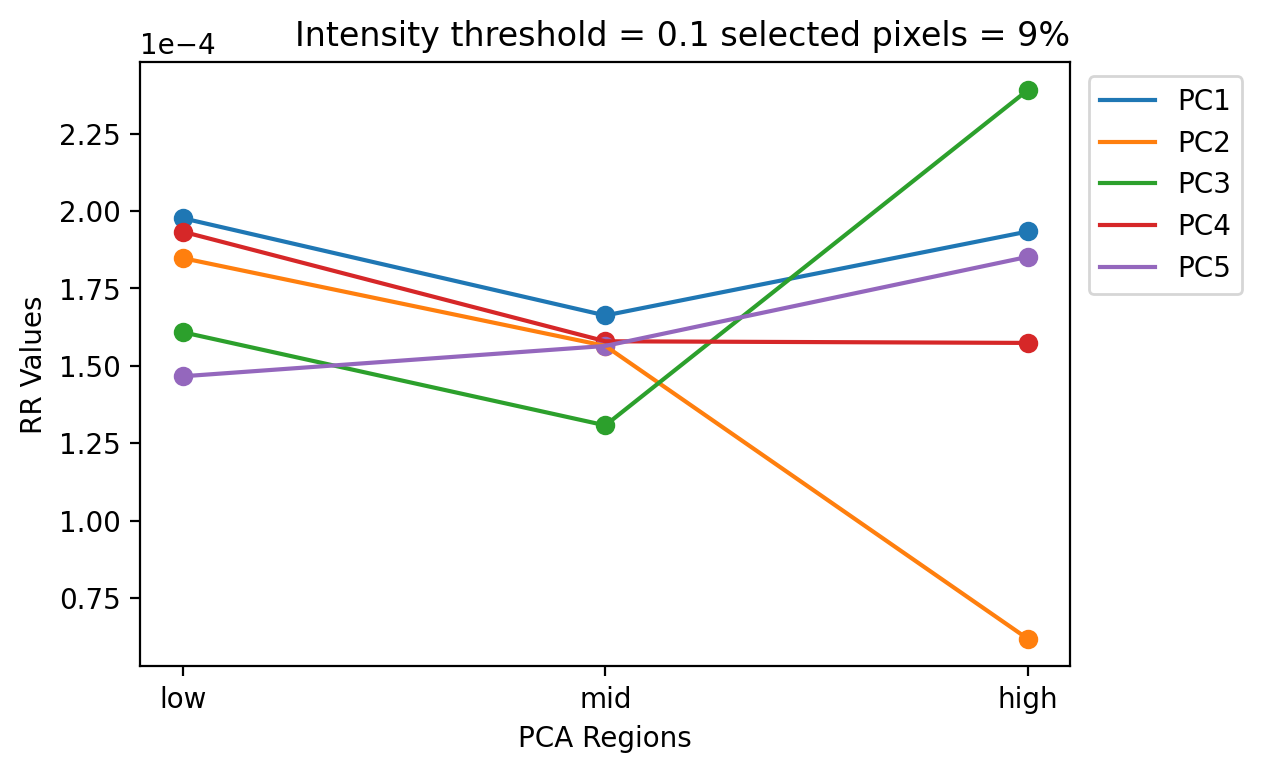 Intensity threshold = 0.1 selected pixels = 9%
1e−4
2.25
2.00
1.75
1.50
1.25
1.00
0.75
RR Values
low
mid
high
PCA Regions
PC1
PC2
PC3
PC4
PC5